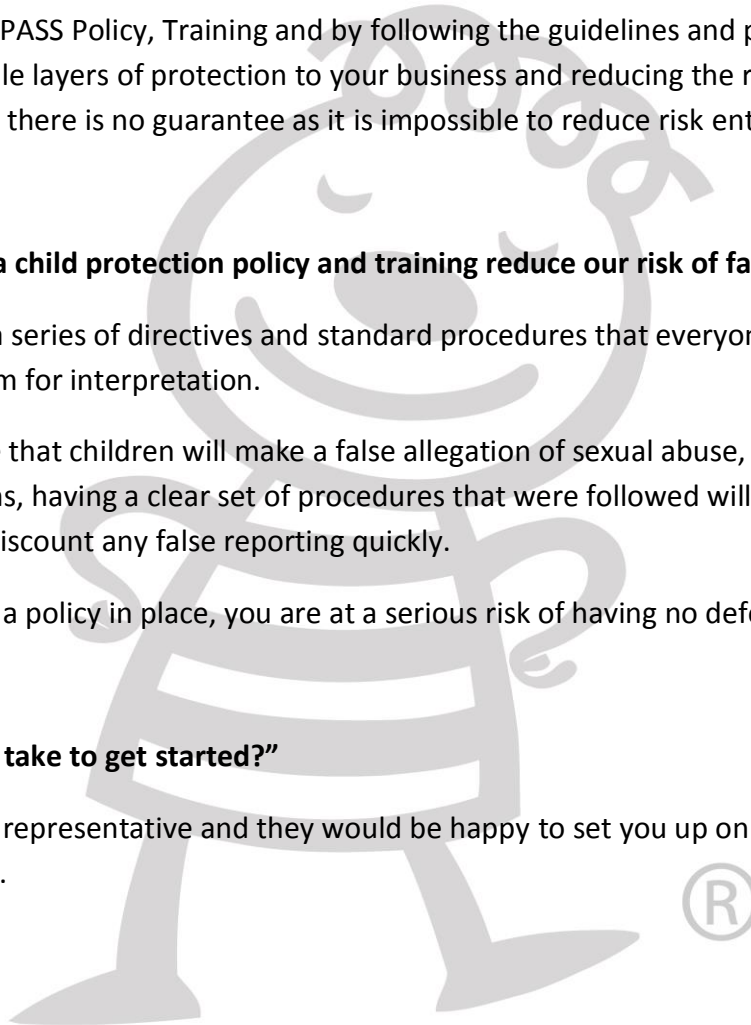 PASS Policy, Training and by following the guidelines and p
le layers of protection to your business and reducing the r
there is no guarantee as it is impossible to reduce risk ent
a child protection policy and training reduce our risk of fa
series of directives and standard procedures that everyon
m for interpretation.
that children will make a false allegation of sexual abuse,
s, having a clear set of procedures that were followed will
iscount any false reporting quickly.
a policy in place, you are at a serious risk of having no defe
take to get started?”
representative and they would be happy to set you up on
.
®